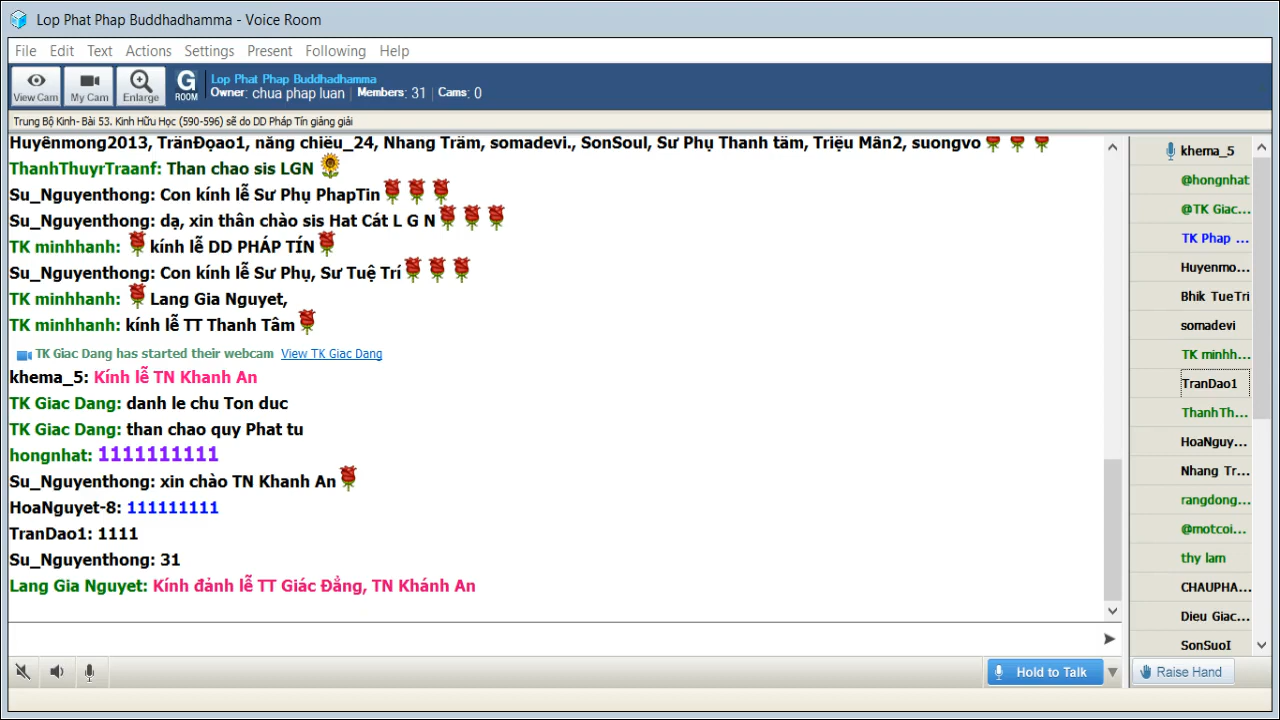 Lop Phat Phap Buddhadhamma - Voice Room
File Edit Text Actions Settings Present Following Help
View Cam My Cam Enlarge G ROOM
Lop Phat Phap Buddhadhamma
Owner: chua phap luan | Members: 31 | Cams: 0
Trung Bộ Kinh- Bài 53. Kinh Hữu Học (590-596) sẽ do DD Pháp Tín giảng giải
Huyênmong2013, TrânĐọao1, năng chiêu_24, Nhang Trâm, somadevi., SonSoul, Sư Phụ Thanh tâm, Triệu Mân2, suongvo
ThanhThuyrTraanf: Than chao sis LGN
Su_Nguyenthong: Con kính lễ Sư Phụ PhapTin
Su_Nguyenthong: dạ, xin thân chào sis Hat Cát L G N
TK minhhanh: kính lễ DD PHÁP TÍN
Su_Nguyenthong: Con kính lễ Sư Phụ, Sư Tuệ Trí
TK minhhanh: Lang Gia Nguyet,
TK minhhanh: kính lễ TT Thanh Tâm
TK Giac Dang has started their webcam View TK Giac Dang
khema_5: Kính lễ TN Khanh An
TK Giac Dang: danh le chu Ton duc
TK Giac Dang: than chao quy Phat tu
hongnhat: 1111111111
Su_Nguyenthong: xin chào TN Khanh An
HoaNguyet-8: 111111111
TranDao1: 1111
Su_Nguyenthong: 31
Lang Gia Nguyet: Kính đảnh lễ TT Giác Đẳng, TN Khánh An
khema_5
@hongnhat
@TK Giac...
TK Phap ...
Huyenmo...
Bhik TueTri
somadevi
TK minhh...
TranDao1
ThanhTh...
HoaNguy...
Nhang Tr...
rangdong...
@motcoi...
thy lam
CHAUPHA...
Dieu Giac...
SonSuoI
Hold to Talk
Raise Hand